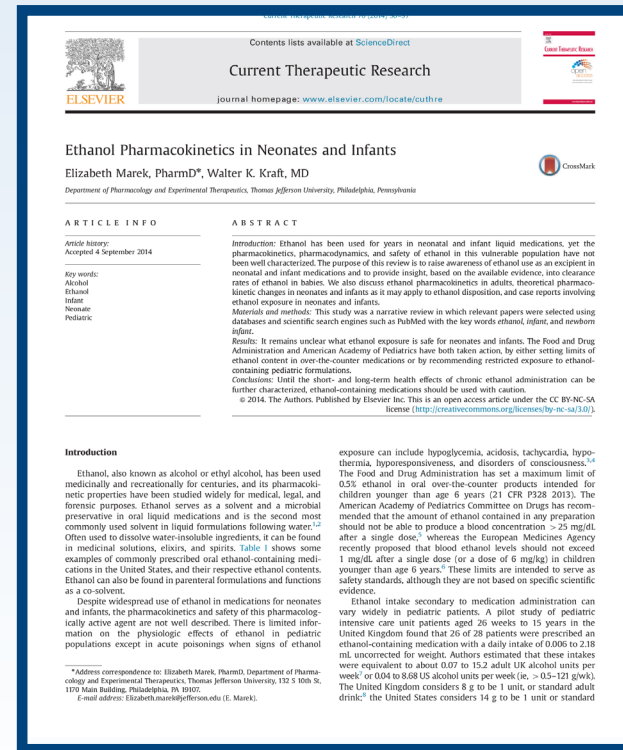 Current Therapeutic Research 76 (2014)
Contents lists available at ScienceDirect
Current Therapeutic Research
journal homepage: www.elsevier.com/locate/cuthre
ELSEVIER
CURRENT THERAPEUTIC RESEARCH
open
access
Ethanol Pharmacokinetics in Neonates and Infants
CrossMark
Elizabeth Marek, PharmD*, Walter K. Kraft, MD
Department of Pharmacology and Experimental Therapeutics, Thomas Jefferson University, Philadelphia, Pennsylvania
ARTICLE INFO
Article history:
Accepted 4 September 2014
Key words:
Alcohol
Ethanol
Infant
Neonate
Pediatric
ABSTRACT
Introduction: Ethanol has been used for years in neonatal and infant liquid medications, yet the
pharmacokinetics, pharmacodynamics, and safety of ethanol in this vulnerable population have not
been well characterized. The purpose of this review is to raise awareness of ethanol use as an excipient in
neonatal and infant medications and to provide insight, based on the available evidence, into clearance
rates of ethanol in babies. We also discuss ethanol pharmacokinetics in adults, theoretical pharmaco-
kinetic changes in neonates and infants as it may apply to ethanol disposition, and case reports involving
ethanol exposure in neonates and infants.
Materials and methods: This study was a narrative review in which relevant papers were selected using
databases and scientific search engines such as PubMed with the key words ethanol, infant, and newborn
infant.
Results: It remains unclear what ethanol exposure is safe for neonates and infants. The Food and Drug
Administration and American Academy of Pediatrics have both taken action, by either setting limits of
ethanol content in over-the-counter medications or by recommending restricted exposure to ethanol-
containing pediatric formulations.
Conclusions: Until the short- and long-term health effects of chronic ethanol administration can be
further characterized, ethanol-containing medications should be used with caution.
© 2014. The Authors. Published by Elsevier Inc. This is an open access article under the CC BY-NC-SA
license (http://creativecommons.org/licenses/by-nc-sa/3.0/).
Introduction
Ethanol, also known as alcohol or ethyl alcohol, has been used
medicinally and recreationally for centuries, and its pharmacoki-
netic properties have been studied widely for medical, legal, and
forensic purposes. Ethanol serves as a solvent and a microbial
preservative in oral liquid medications and is the second most
commonly used solvent in liquid formulations following water.1,2
Often used to dissolve water-insoluble ingredients, it can be found
in medicinal solutions, elixirs, and spirits. Table I shows some
examples of commonly prescribed oral ethanol-containing medi-
cations in the United States, and their respective ethanol contents.
Ethanol can also be found in parenteral formulations and functions
as a co-solvent.
Despite widespread use of ethanol in medications for neonates
and infants, the pharmacokinetics and safety of this pharmacolog-
ically active agent are not well described. There is limited infor-
mation on the physiologic effects of ethanol in pediatric
populations except in acute poisonings when signs of ethanol
*Address correspondence to: Elizabeth Marek, PharmD, Department of Pharma-
cology and Experimental Therapeutics, Thomas Jefferson University, 132 S 10th St,
1170 Main Building, Philadelphia, PA 19107.
E-mail address: Elizabeth.marek@jefferson.edu (E. Marek).
exposure can include hypoglycemia, acidosis, tachycardia, hypo-
thermia, hyporesponsiveness, and disorders of consciousness.3,4
The Food and Drug Administration has set a maximum limit of
0.5% ethanol in oral over-the-counter products intended for
children younger than age 6 years (21 CFR P328 2013). The
American Academy of Pediatrics Committee on Drugs has recom-
mended that the amount of ethanol contained in any preparation
should not be able to produce a blood concentration > 25 mg/dL
after a single dose,5 whereas the European Medicines Agency
recently proposed that blood ethanol levels should not exceed
1 mg/dL after a single dose (or a dose of 6 mg/kg) in children
younger than age 6 years.6 These limits are intended to serve as
safety standards, although they are not based on specific scientific
evidence.
Ethanol intake secondary to medication administration can
vary widely in pediatric patients. A pilot study of pediatric
intensive care unit patients aged 26 weeks to 15 years in the
United Kingdom found that 26 of 28 patients were prescribed an
ethanol-containing medication with a daily intake of 0.006 to 2.18
mL uncorrected for weight. Authors estimated that these intakes
were equivalent to about 0.07 to 15.2 adult UK alcohol units per
week7 or 0.04 to 8.68 US alcohol units per week (ie, > 0.5–121 g/wk).
The United Kingdom considers 8 g to be 1 unit, or standard adult
drink;8 the United States considers 14 g to be 1 unit or standard